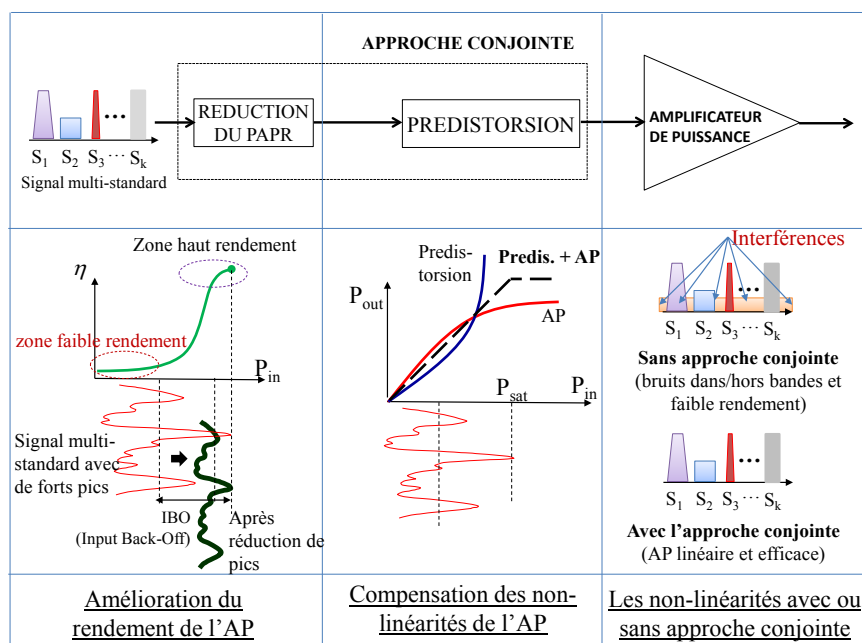 APPROCHE CONJOINTE
REDUCTION
DU PAPR
PREDISTORSION
AMPLIFICATEUR
DE PUISSANCE
S1 S2 S3 ... Sk
Signal multi-standard
Zone haut rendement
η
zone faible rendement
Pin
Signal multi-
standard avec
de forts pics
IBO
(Input Back-Off)
Après
réduction de
pics
Predis-
torsion
Predis. + AP
Pout
AP
Psat
Pin
Interférences
S1 S2 S3 ... Sk
Sans approche conjointe
(bruits dans/hors bandes et
faible rendement)
S1 S2 S3 ... Sk
Avec l'approche conjointe
(AP linéaire et efficace)
Amélioration du
rendement de l'AP
Compensation des non-
linéarités de l'AP
Les non-linéarités avec ou
sans approche conjointe